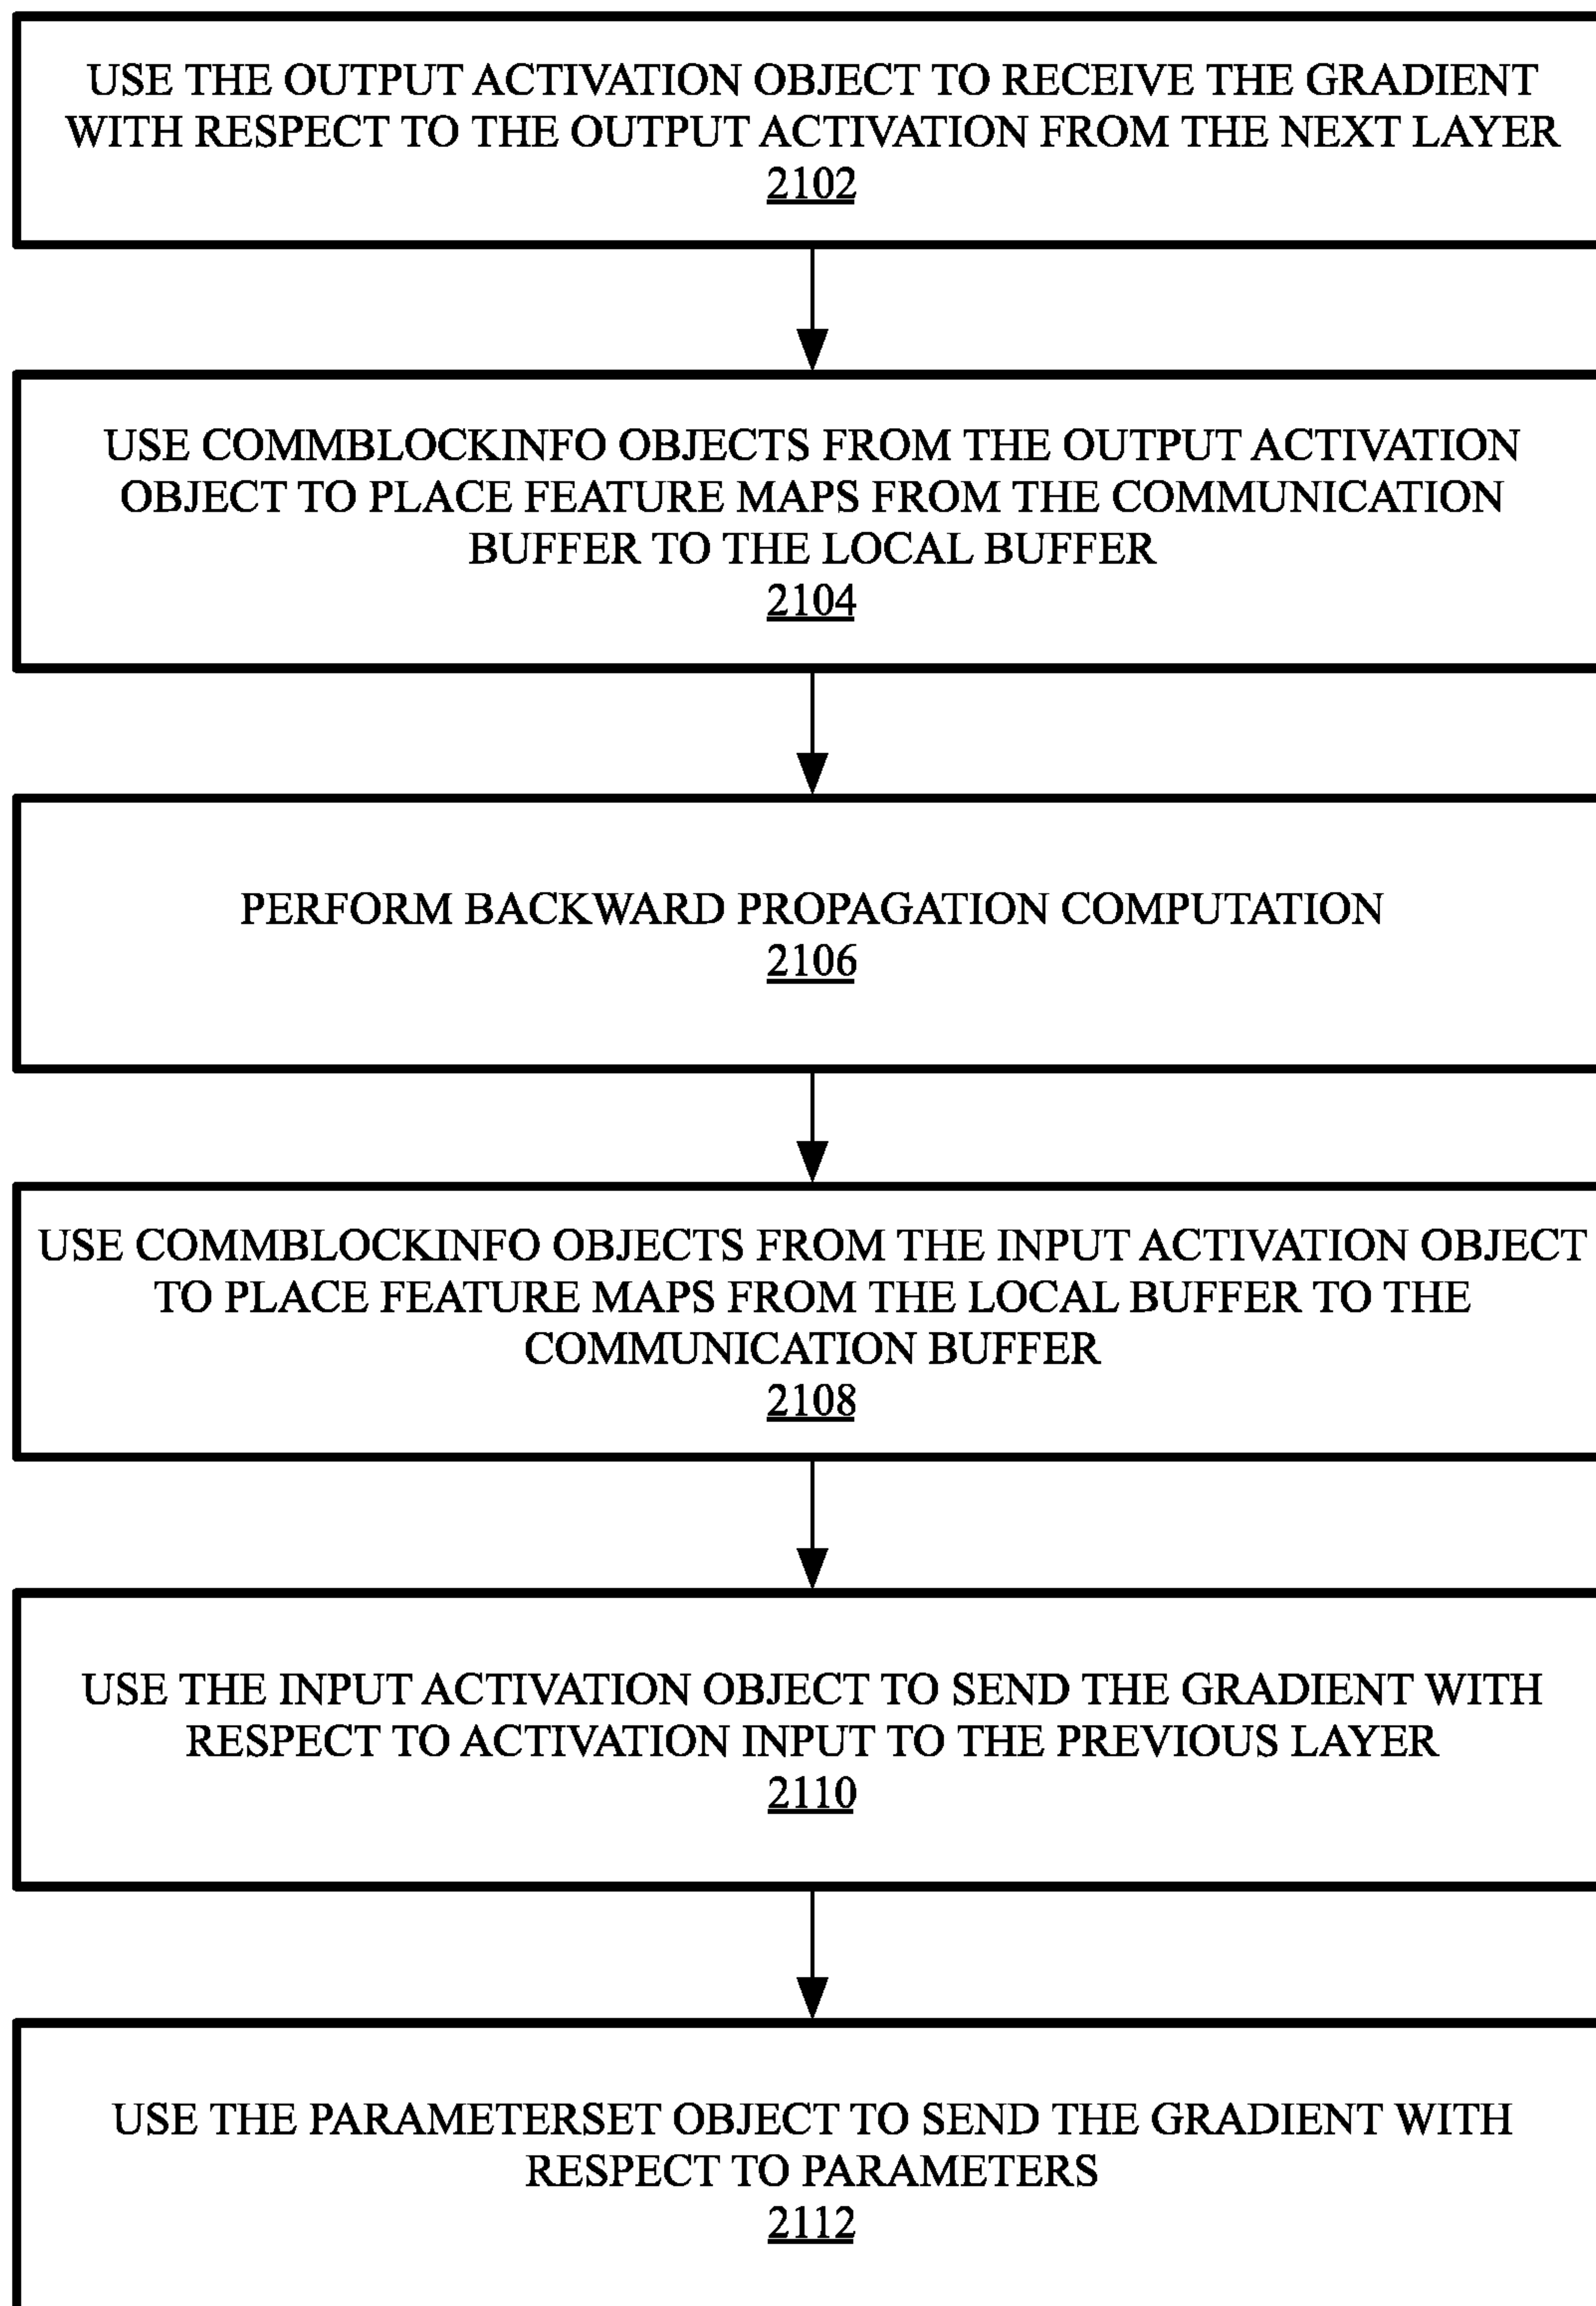 USE THE OUTPUT ACTIVATION OBJECT TO RECEIVE THE GRADIENT
WITH RESPECT TO THE OUTPUT ACTIVATION FROM THE NEXT LAYER
2102
USE COMMBLOCKINFO OBJECTS FROM THE OUTPUT ACTIVATION
OBJECT TO PLACE FEATURE MAPS FROM THE COMMUNICATION
BUFFER TO THE LOCAL BUFFER
2104
PERFORM BACKWARD PROPAGATION COMPUTATION
2106
USE COMMBLOCKINFO OBJECTS FROM THE INPUT ACTIVATION OBJECT
TO PLACE FEATURE MAPS FROM THE LOCAL BUFFER TO THE
COMMUNICATION BUFFER
2108
USE THE INPUT ACTIVATION OBJECT TO SEND THE GRADIENT WITH
RESPECT TO ACTIVATION INPUT TO THE PREVIOUS LAYER
2110
USE THE PARAMETERSET OBJECT TO SEND THE GRADIENT WITH
RESPECT TO PARAMETERS
2112